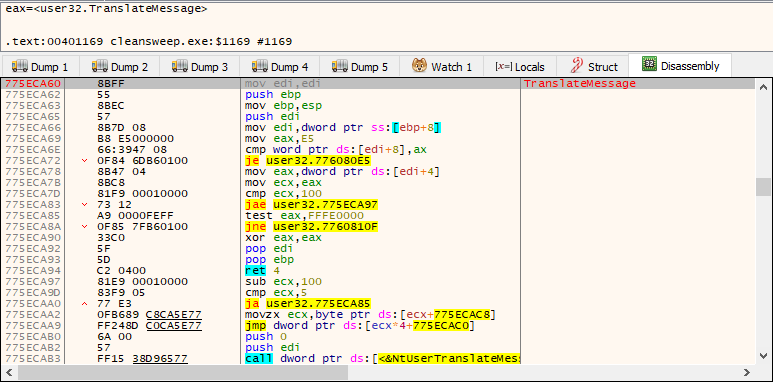 eax=<user32.TranslateMessage>
.text:00401169 cleansweep.exe:$1169 #1169
Dump 1 Dump 2 Dump 3 Dump 4 Dump 5 Watch 1 [x=] Locals Struct Disassembly
775ECA60 8BFF mov edi,edi TranslateMessage
775ECA62 55 push ebp
775ECA63 8BEC mov ebp,esp
775ECA65 57 push edi
775ECA66 8B7D 08 mov edi,dword ptr ss:[ebp+8]
775ECA69 B8 E5000000 mov eax,E5
775ECA6E 66:3947 08 cmp word ptr ds:[edi+8],ax
775ECA72 0F84 6DB60100 je user32.776080E5
775ECA78 8B47 04 mov eax,dword ptr ds:[edi+4]
775ECA7B 8BC8 mov ecx,eax
775ECA7D 81F9 00010000 cmp ecx,100
775ECA83 73 12 jae user32.775ECA97
775ECA85 A9 0000FEFF test eax,FFFE0000
775ECA8A 0F85 7FB60100 jne user32.7760810F
775ECA90 33C0 xor eax,eax
775ECA92 5F pop edi
775ECA93 5D pop ebp
775ECA94 C2 0400 ret 4
775ECA97 81E9 00010000 sub ecx,100
775ECA9D 83F9 05 cmp ecx,5
775ECAA0 77 E3 ja user32.775ECA85
775ECAA2 0FB689 C8CA5E77 movzx ecx,byte ptr ds:[ecx+775ECAC8]
775ECAA9 FF248D C0CA5E77 jmp dword ptr ds:[ecx*4+775ECAC0]
775ECAB0 6A 00 push 0
775ECAB2 57 push edi
775ECAB3 FF15 38D96577 call dword ptr ds:[<&NtUserTranslateMes